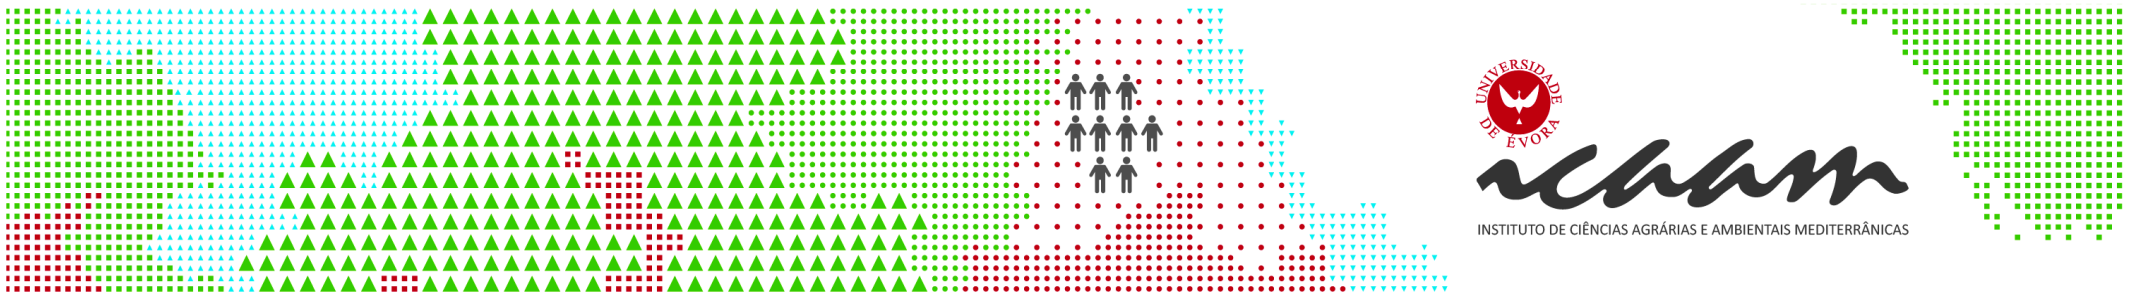 UNIVERSIDADE
DE ÉVORA
icaam
INSTITUTO DE CIÊNCIAS AGRÁRIAS E AMBIENTAIS MEDITERRÂNICAS